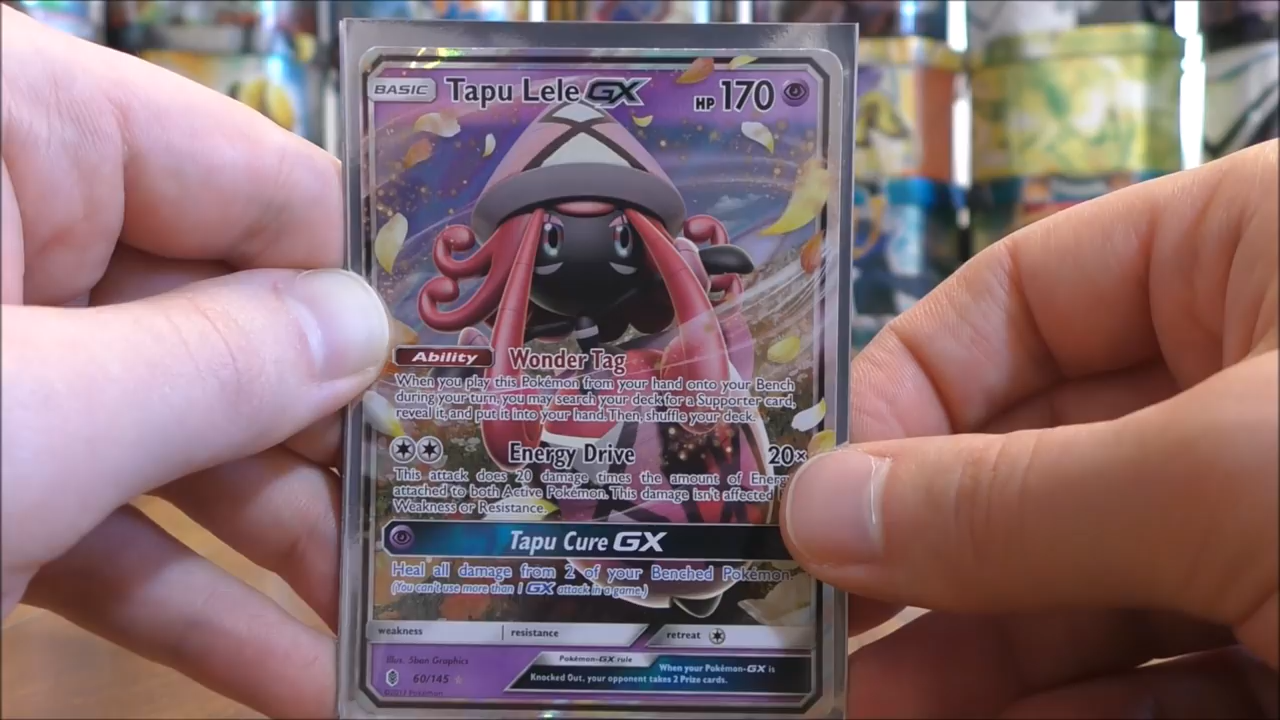 BASIC Tapu Lele GX HP 170
Ability Wonder Tag
When you play this Pokémon from your hand onto your Bench
during your turn, you may search your deck for a Supporter card,
reveal it, and put it into your hand. Then, shuffle your deck.
Energy Drive 20×
This attack does 20 damage times the amount of Energy
attached to both Active Pokémon. This damage isn't affected
Weakness or Resistance.
Tapu Cure GX
Heal all damage from 2 of your Benched Pokémon.
(You can't use more than 1 GX attack in a game.)
weakness resistance retreat
Illus. 5ban Graphics
Pokémon-GX rule
When your Pokémon-GX is
Knocked Out, your opponent takes 2 Prize cards.
60/145
©2017 Pokémon